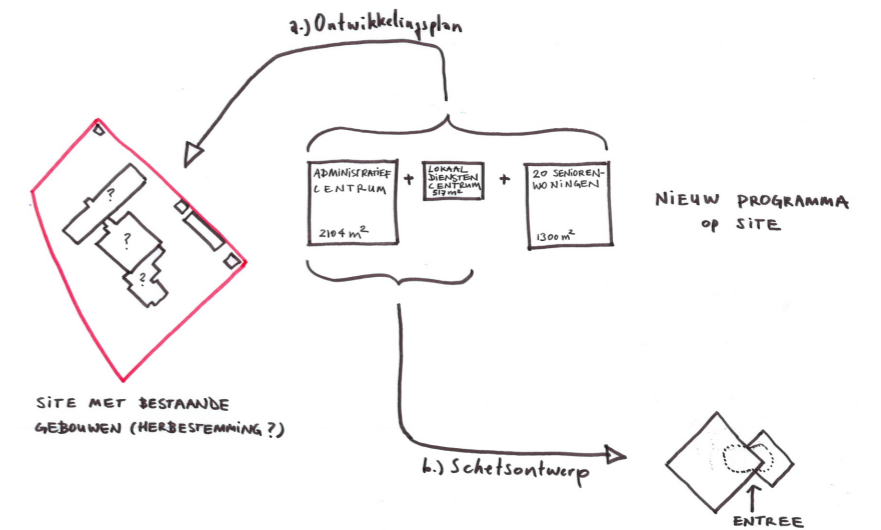 a.) Ontwikkelingsplan
ADMINISTRATIEF
CENTRUM
2104 m²
+
LOKAAL
DIENSTEN
CENTRUM
517 m²
+
20 SENIOREN-
WONINGEN
1300 m²
NIEUW PROGRAMMA
OP SITE
?
?
?
SITE MET BESTAANDE
GEBOUWEN (HERBESTEMMING?)
b.) Schetsontwerp
ENTREE